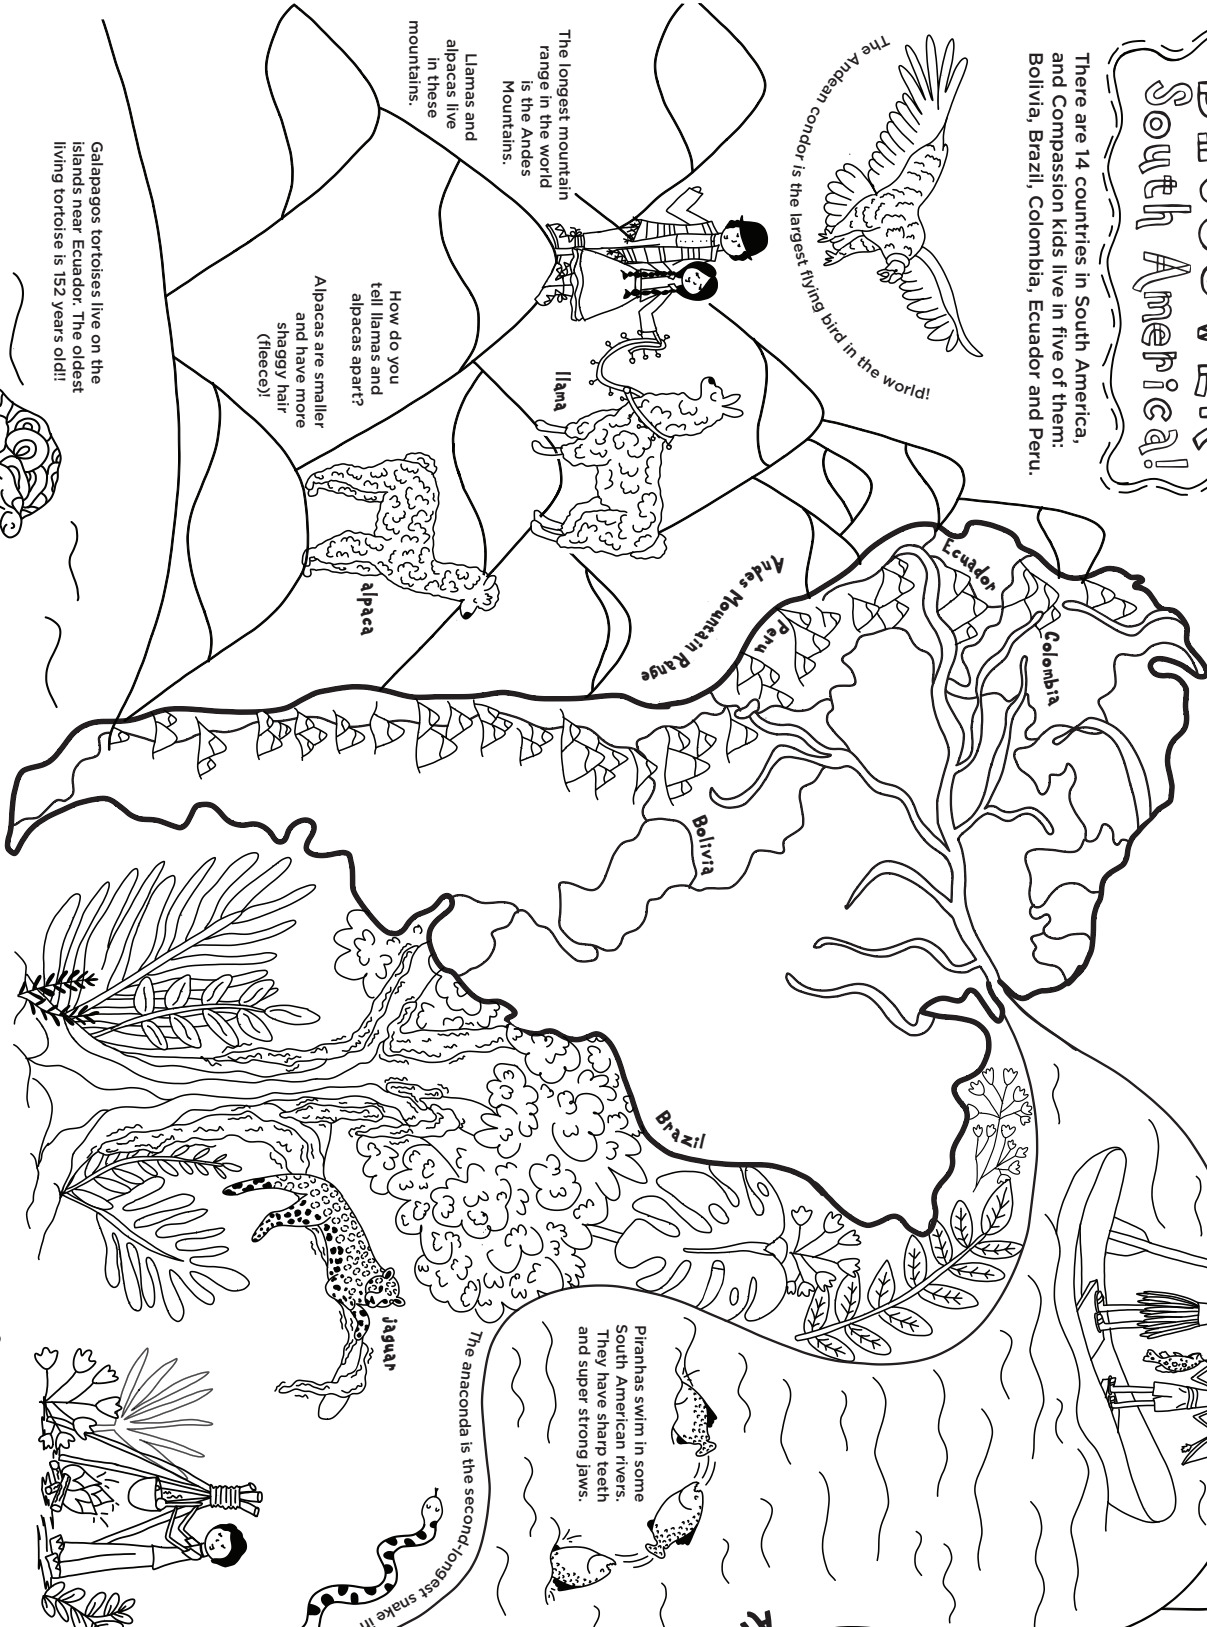 South America!
There are 14 countries in South America,
and Compassion kids live in five of them:
Bolivia, Brazil, Colombia, Ecuador and Peru.
The Andean condor is the largest flying bird in the world!
The longest mountain
range in the world
is the Andes
Mountains.
Llamas and
alpacas live
in these
mountains.
llama
How do you
tell llamas and
alpacas apart?
Alpacas are smaller
and have more
shaggy hair
(fleece)!
alpaca
Galapagos tortoises live on the
islands near Ecuador. The oldest
living tortoise is 152 years old!!
Andes Mountain Range
Ecuador
Colombia
Peru
Bolivia
Brazil
jaguar
Piranhas swim in some
South American rivers.
They have sharp teeth
and super strong jaws.
The anaconda is the second-longest snake in